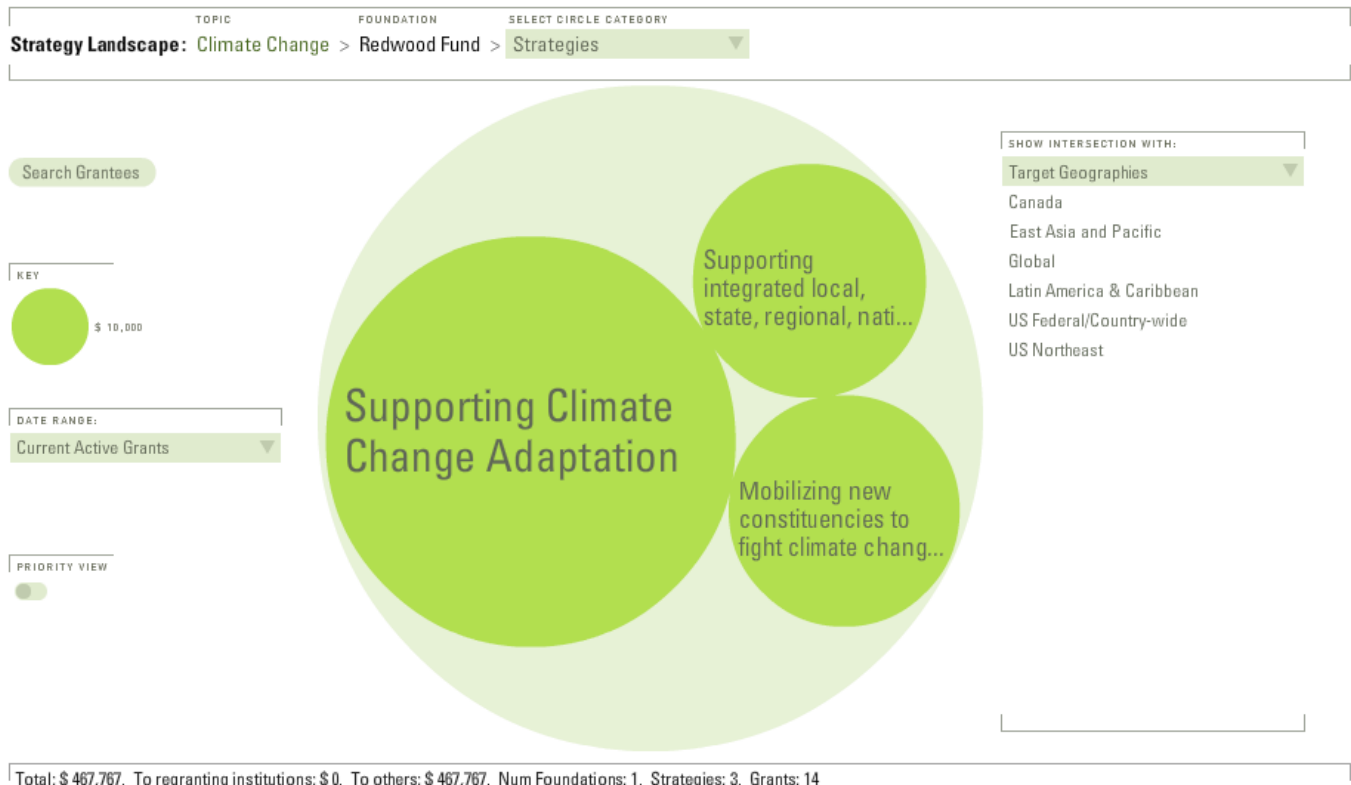 TOPIC FOUNDATION SELECT CIRCLE CATEGORY
Strategy Landscape: Climate Change > Redwood Fund > Strategies
Search Grantees
KEY
$ 10,000
DATE RANGE:
Current Active Grants
PRIORITY VIEW
Supporting Climate
Change Adaptation
Supporting
integrated local,
state, regional, nati...
Mobilizing new
constituencies to
fight climate chang...
SHOW INTERSECTION WITH:
Target Geographies
Canada
East Asia and Pacific
Global
Latin America & Caribbean
US Federal/Country-wide
US Northeast
Total: $ 467,767, To regranting institutions: $ 0, To others: $ 467,767, Num Foundations: 1, Strategies: 3, Grants: 14